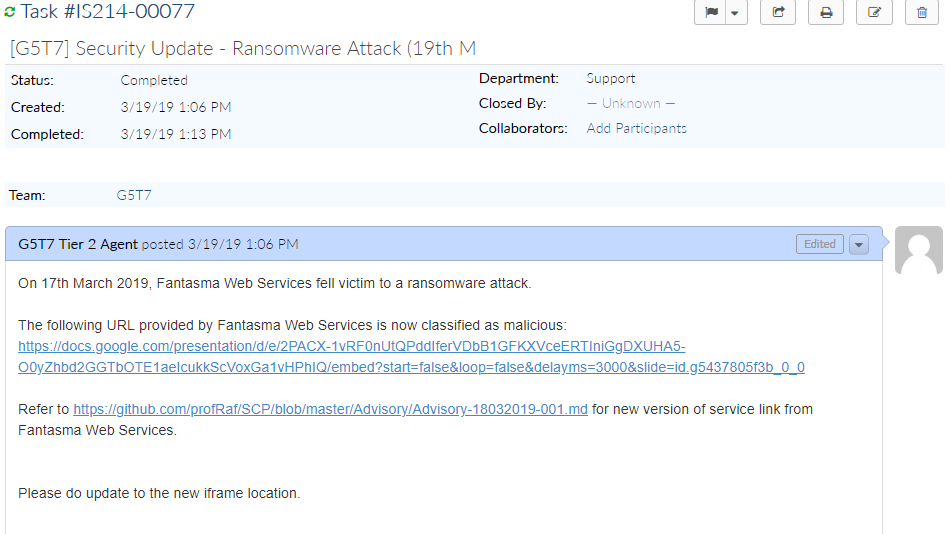 Task #IS214-00077
[G5T7] Security Update - Ransomware Attack (19th M
Status: Completed
Department: Support
Created: 3/19/19 1:06 PM
Closed By: — Unknown —
Completed: 3/19/19 1:13 PM
Collaborators: Add Participants
Team: G5T7
G5T7 Tier 2 Agent posted 3/19/19 1:06 PM
Edited
On 17th March 2019, Fantasma Web Services fell victim to a ransomware attack.
The following URL provided by Fantasma Web Services is now classified as malicious:
https://docs.google.com/presentation/d/e/2PACX-1vRF0nUtQPddIferVDbB1GFKXVceERTIniGgDXUHA5-
O0yZhbd2GGTbOTE1aeIcukkScVoxGa1vHPhIQ/embed?start=false&loop=false&delayms=3000&slide=id.g5437805f3b_0_0
Refer to https://github.com/profRaf/SCP/blob/master/Advisory/Advisory-18032019-001.md for new version of service link from
Fantasma Web Services.
Please do update to the new iframe location.